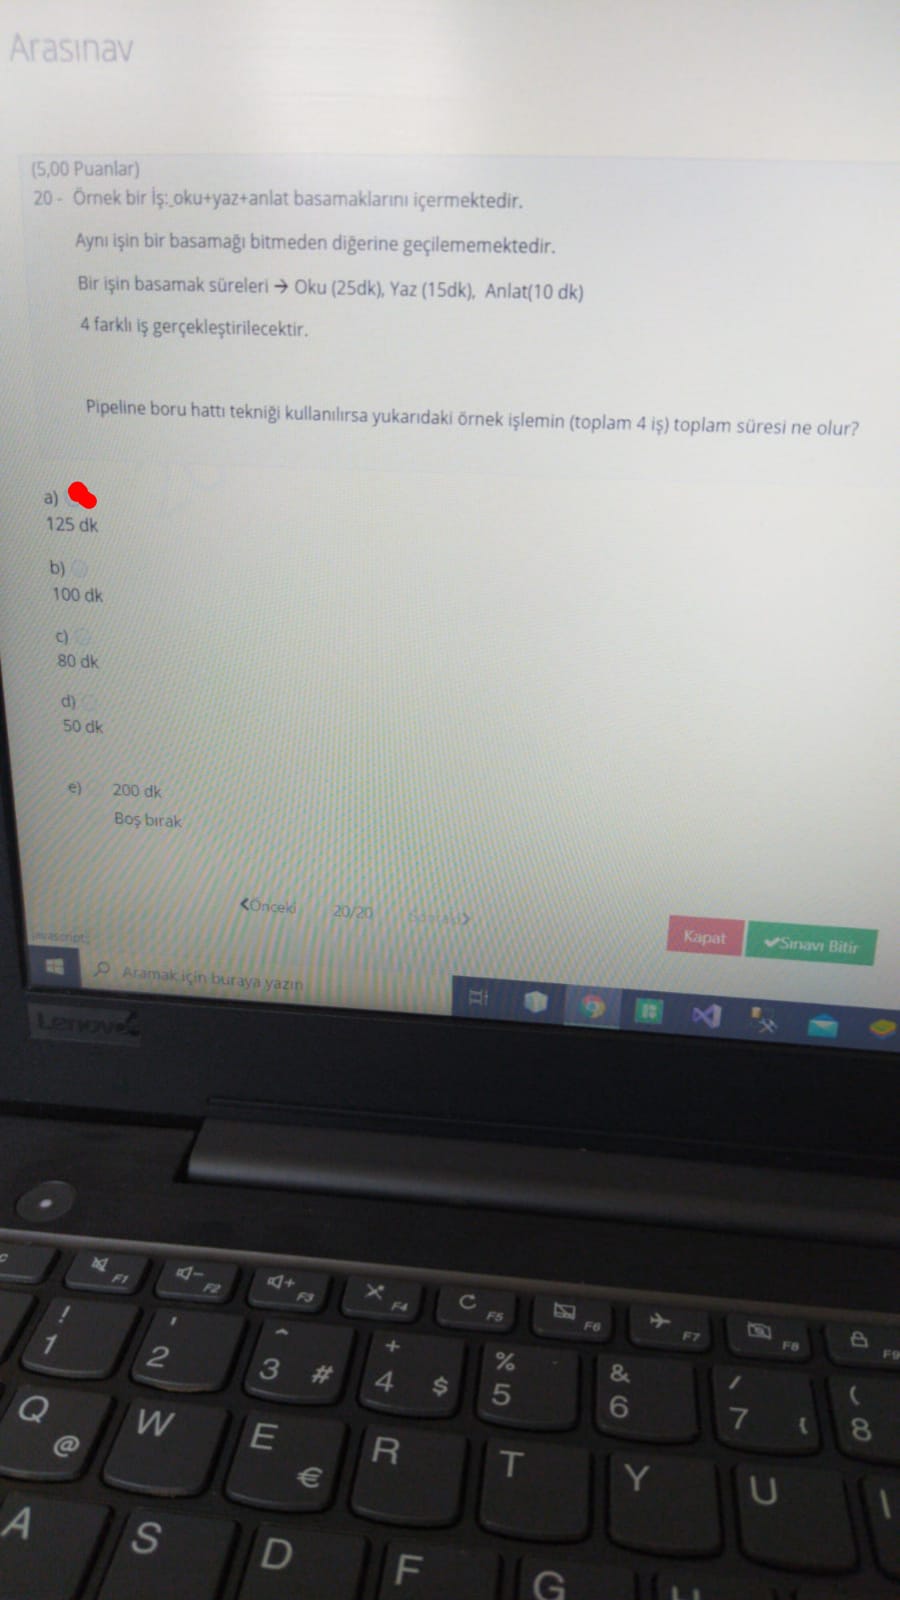 Arasınav
(5,00 Puanlar)
20 - Örnek bir İş: oku+yaz+anlat basamaklarını içermektedir.
Aynı işin bir basamağı bitmeden diğerine geçilememektedir.
Bir işin basamak süreleri → Oku (25dk), Yaz (15dk), Anlat(10 dk)
4 farklı iş gerçekleştirilecektir.
Pipeline boru hattı tekniği kullanılırsa yukarıdaki örnek işlemin (toplam 4 iş) toplam süresi ne olur?
a)
125 dk
b)
100 dk
c)
80 dk
d)
50 dk
e) 200 dk
Boş bırak
<Önceki 20/20
Kapat ✔Sınavı Bitir
javascript:;
Aramak için buraya yazın
Lenovo
F1 F2 F3 F4 F5 F6 F7 F8 F9
! 1 ' 2 ^ 3 # + 4 $ % 5 & 6 / 7 { ( 8
Q @ W E € R T Y U I
A S D F G